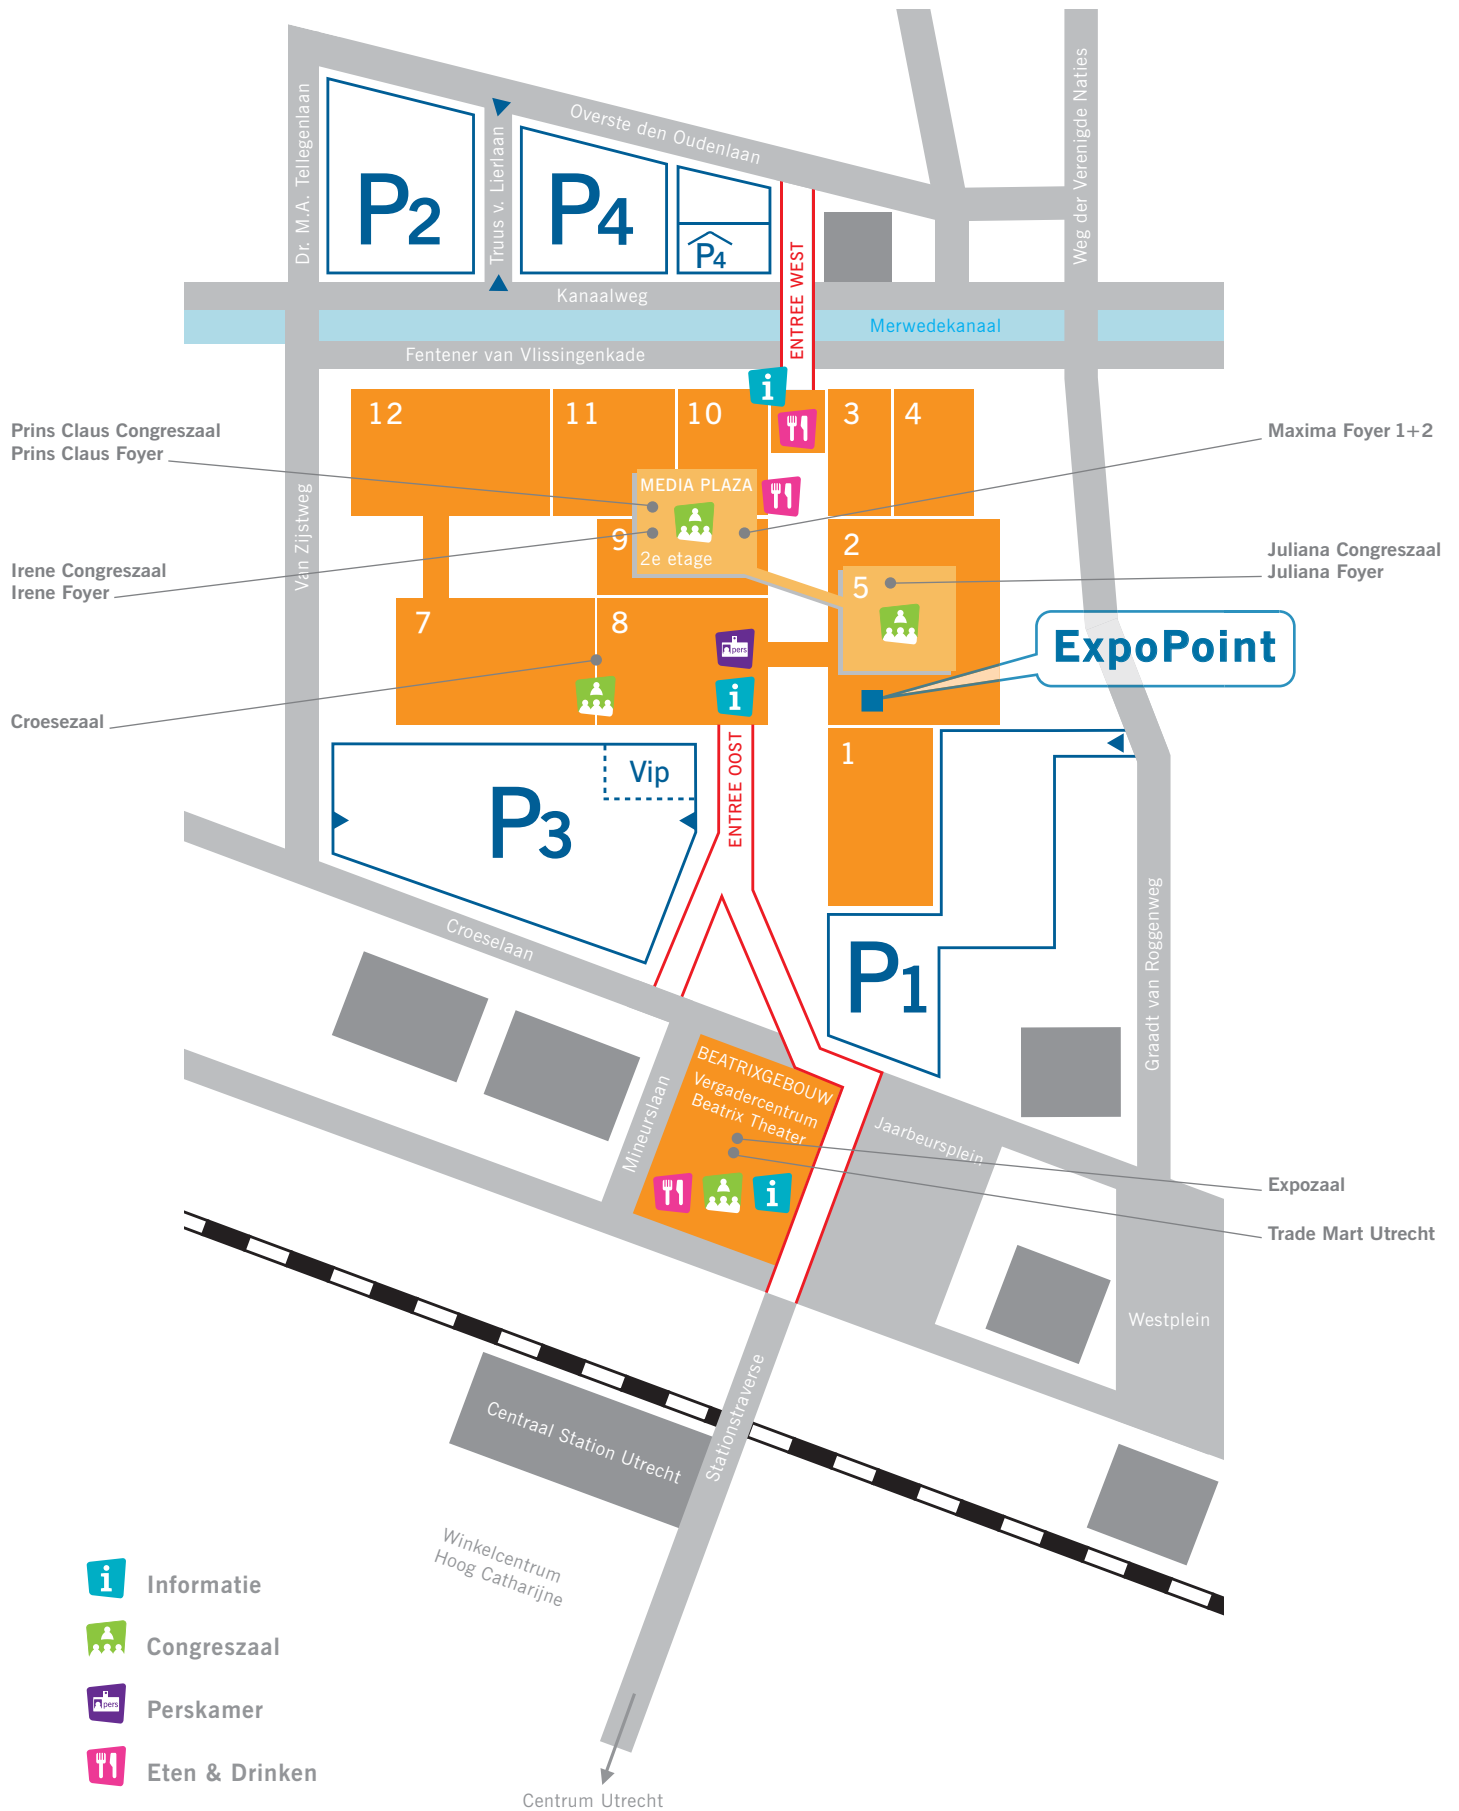 Overste den Oudenlaan
Dr. M.A. Tellegenlaan
Truus v. Lierlaan
Weg der Verenigde Naties
P2
P4
P4
ENTREE WEST
Kanaalweg
Merwedekanaal
Fentener van Vlissingenkade
12
11
10
3
4
Prins Claus Congreszaal
Prins Claus Foyer
Maxima Foyer 1+2
MEDIA PLAZA
2e etage
9
2
5
Van Zijstweg
Irene Congreszaal
Irene Foyer
Juliana Congreszaal
Juliana Foyer
7
8
pers
ExpoPoint
Croesezaal
1
ENTREE OOST
Vip
P3
P1
Croeselaan
Graadt van Roggenweg
BEATRIXGEBOUW
Vergadercentrum
Beatrix Theater
Mineurslaan
Jaarbeursplein
Expozaal
Trade Mart Utrecht
Westplein
Stationstraverse
Centraal Station Utrecht
Winkelcentrum
Hoog Catharijne
Informatie
Congreszaal
pers
Perskamer
Eten & Drinken
Centrum Utrecht